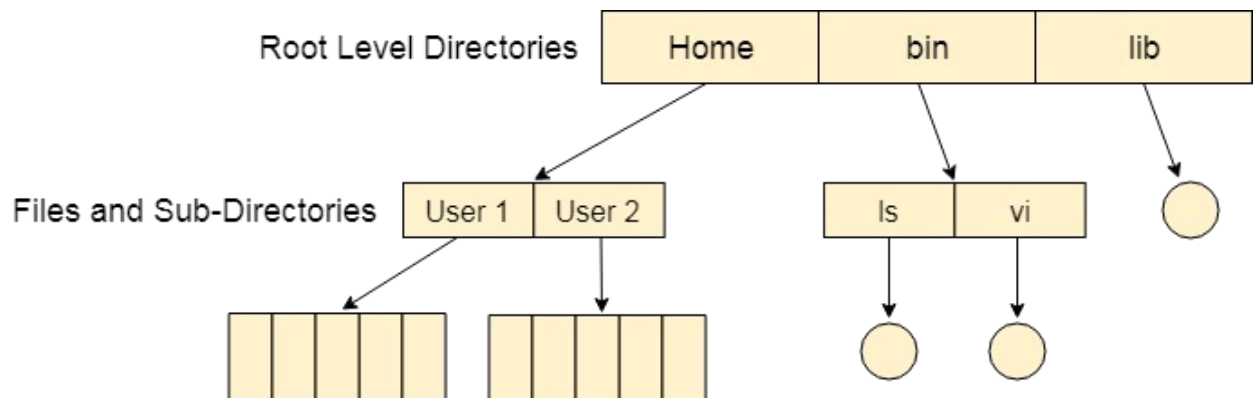 Root Level Directories Home bin lib
Files and Sub-Directories User 1 User 2 ls vi